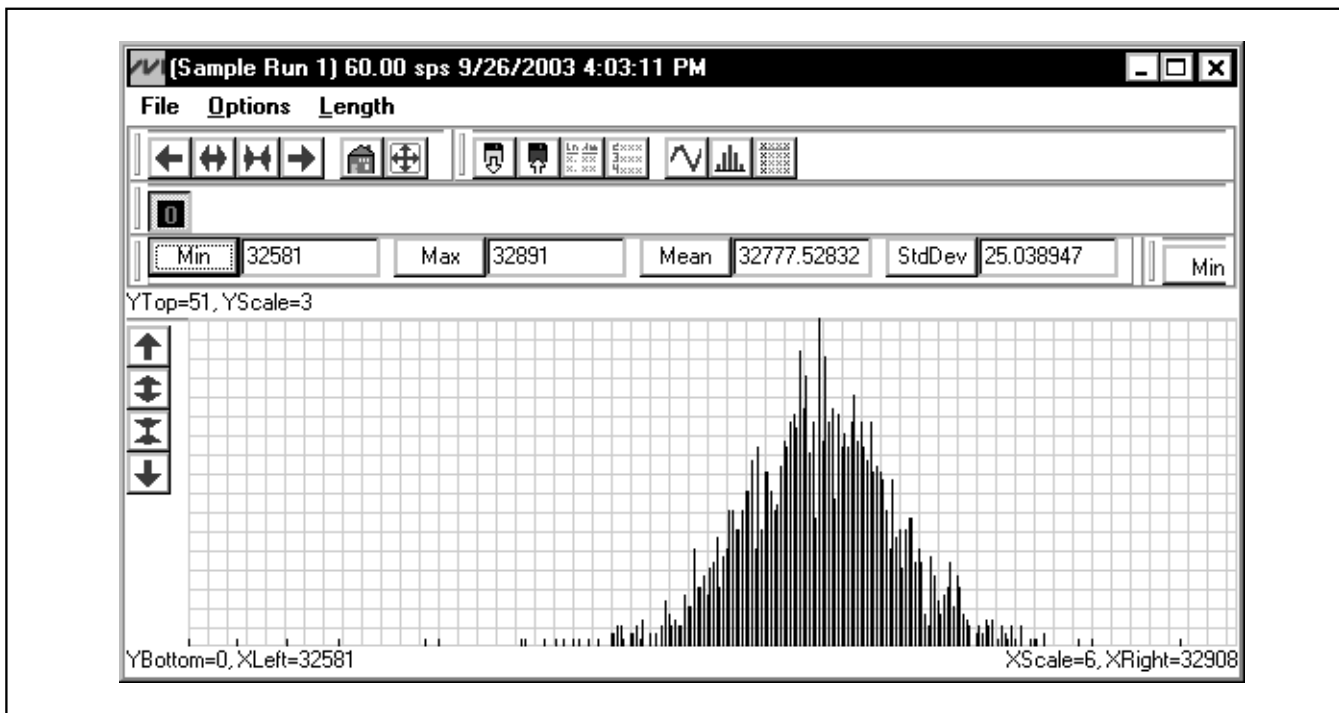 (Sample Run 1) 60.00 sps 9/26/2003 4:03:11 PM
File Options Length
0
Min 32581 Max 32891 Mean 32777.52832 StdDev 25.038947 Min
YTop=51, YScale=3
YBottom=0, XLeft=32581 XScale=6, XRight=32908